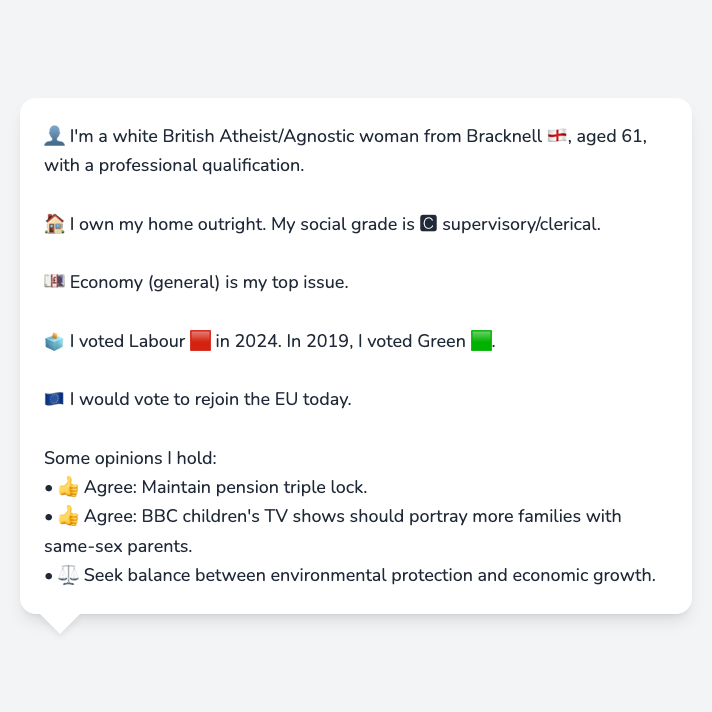 👤 I'm a white British Atheist/Agnostic woman from Bracknell 🏴󠁧󠁢󠁥󠁮󠁧󠁿, aged 61,
with a professional qualification.
🏠 I own my home outright. My social grade is 🅲 supervisory/clerical.
💷 Economy (general) is my top issue.
🗳️ I voted Labour 🟥 in 2024. In 2019, I voted Green 🟩.
🇪🇺 I would vote to rejoin the EU today.
Some opinions I hold:
• 👍 Agree: Maintain pension triple lock.
• 👍 Agree: BBC children's TV shows should portray more families with
same-sex parents.
• ⚖️ Seek balance between environmental protection and economic growth.